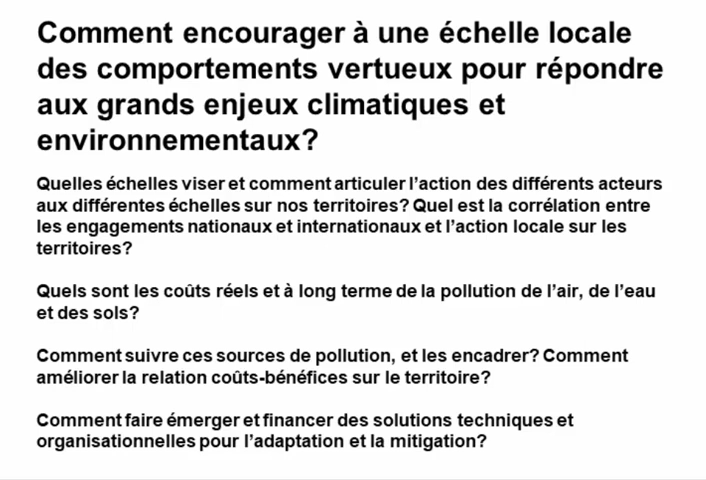 Comment encourager à une échelle locale
des comportements vertueux pour répondre
aux grands enjeux climatiques et
environnementaux?
Quelles échelles viser et comment articuler l'action des différents acteurs
aux différentes échelles sur nos territoires? Quel est la corrélation entre
les engagements nationaux et internationaux et l'action locale sur les
territoires?
Quels sont les coûts réels et à long terme de la pollution de l'air, de l'eau
et des sols?
Comment suivre ces sources de pollution, et les encadrer? Comment
améliorer la relation coûts-bénéfices sur le territoire?
Comment faire émerger et financer des solutions techniques et
organisationnelles pour l'adaptation et la mitigation?